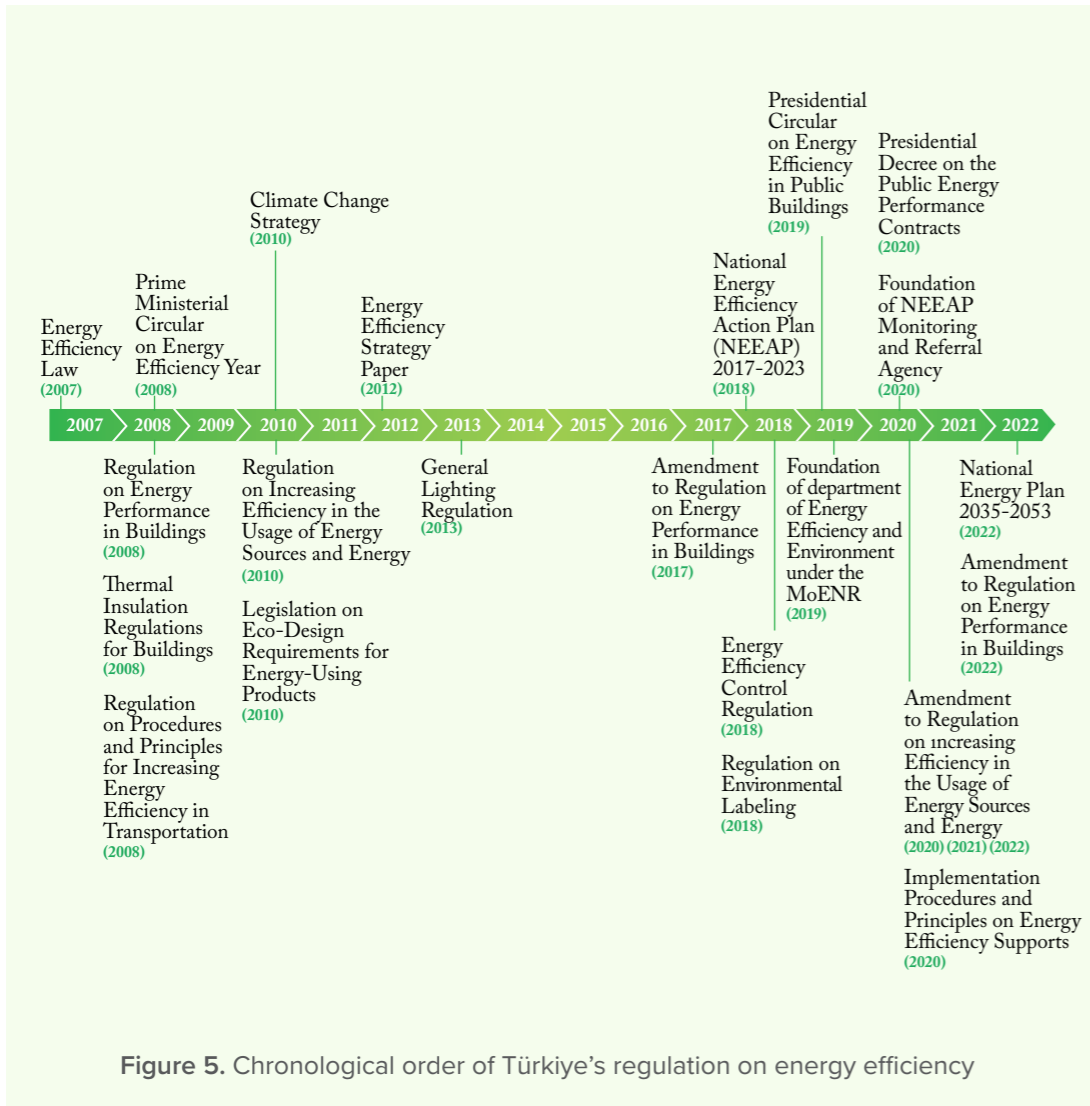 Energy
Efficiency
Law
(2007)
Prime
Ministerial
Circular
on Energy
Efficiency Year
(2008)
Climate Change
Strategy
(2010)
Energy
Efficiency
Strategy
Paper
(2012)
National
Energy
Efficiency
Action Plan
(NEEAP)
2017-2023
(2018)
Presidential
Circular
on Energy
Efficiency
in Public
Buildings
(2019)
Presidential
Decree on the
Public Energy
Performance
Contracts
(2020)
Foundation
of NEEAP
Monitoring
and Referral
Agency
(2020)
2007 2008 2009 2010 2011 2012 2013 2014 2015 2016 2017 2018 2019 2020 2021 2022
Regulation
on Energy
Performance
in Buildings
(2008)
Thermal
Insulation
Regulations
for Buildings
(2008)
Regulation
on Procedures
and Principles
for Increasing
Energy
Efficiency in
Transportation
(2008)
Regulation
on Increasing
Efficiency in the
Usage of Energy
Sources and Energy
(2010)
Legislation on
Eco-Design
Requirements for
Energy-Using
Products
(2010)
General
Lighting
Regulation
(2013)
Amendment
to Regulation
on Energy
Performance
in Buildings
(2017)
Energy
Efficiency
Control
Regulation
(2018)
Regulation on
Environmental
Labeling
(2018)
Foundation
of department
of Energy
Efficiency and
Environment
under the
MoENR
(2019)
Amendment
to Regulation
on increasing
Efficiency in
the Usage of
Energy Sources
and Energy
(2020) (2021) (2022)
Implementation
Procedures and
Principles on Energy
Efficiency Supports
(2020)
National
Energy Plan
2035-2053
(2022)
Amendment
to Regulation
on Energy
Performance
in Buildings
(2022)
Figure 5. Chronological order of Türkiye's regulation on energy efficiency